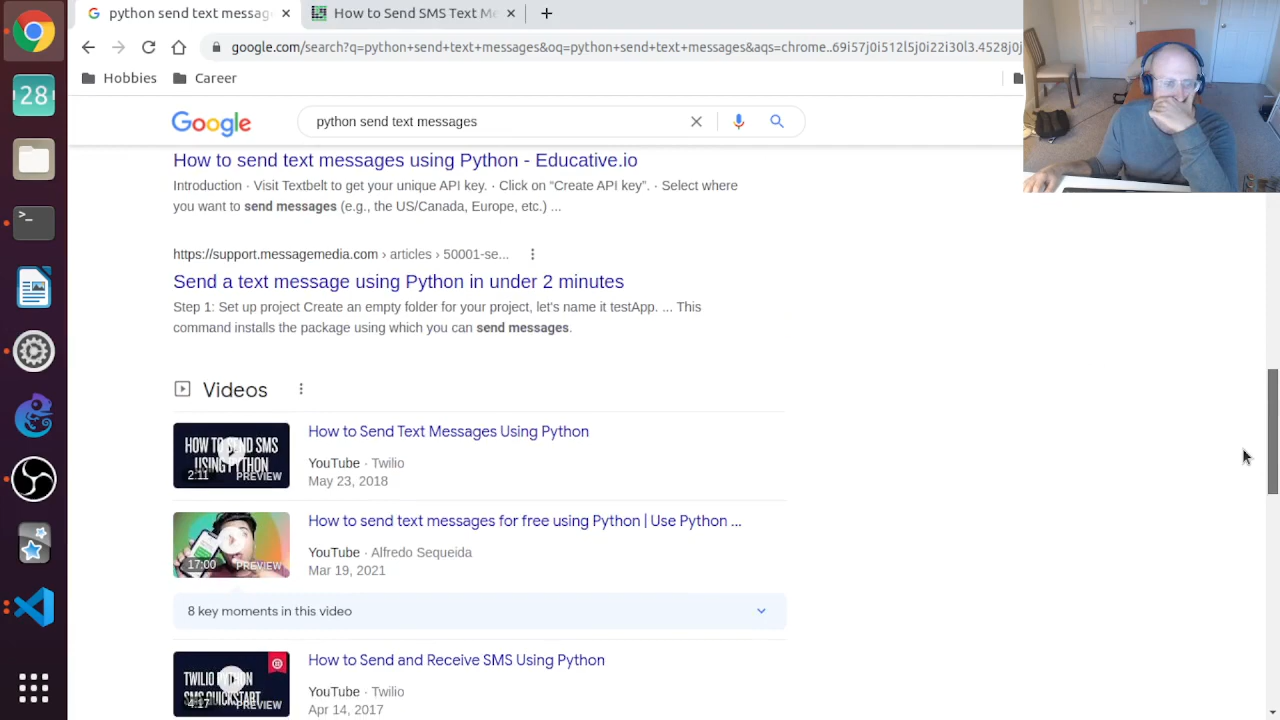 python send text messag
How to Send SMS Text Me
google.com/search?q=python+send+text+messages&oq=python+send+text+messages&aqs=chrome..69i57j0i512l5j0i22i30l3.4528j0j
Hobbies
Career
28
Google
python send text messages
How to send text messages using Python - Educative.io
Introduction · Visit Textbelt to get your unique API key. · Click on “Create API key”. · Select where
you want to send messages (e.g., the US/Canada, Europe, etc.) ...
https://support.messagemedia.com › articles › 50001-se...
Send a text message using Python in under 2 minutes
Step 1: Set up project Create an empty folder for your project, let's name it testApp. ... This
command installs the package using which you can send messages.
Videos
HOW TO SEND SMS
USING PYTHON
2:11 PREVIEW
How to Send Text Messages Using Python
YouTube · Twilio
May 23, 2018
17:00 PREVIEW
How to send text messages for free using Python | Use Python ...
YouTube · Alfredo Sequeida
Mar 19, 2021
8 key moments in this video
TWILIO PYTHON
SMS QUICKSTART
4:17 PREVIEW
How to Send and Receive SMS Using Python
YouTube · Twilio
Apr 14, 2017